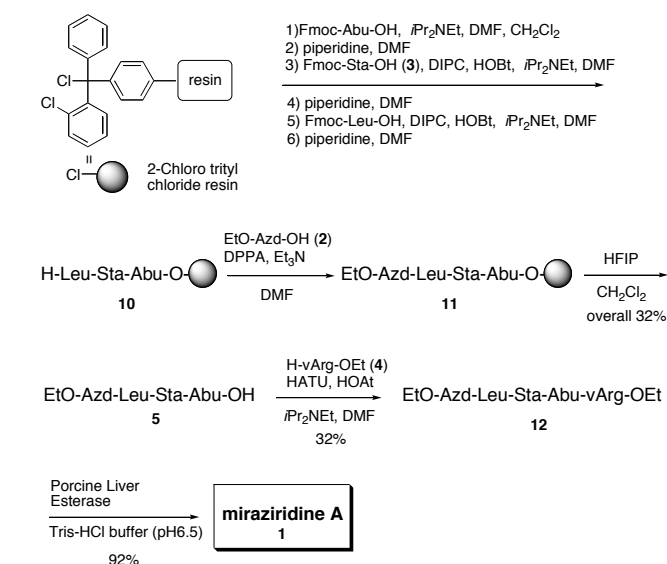 1)Fmoc-Abu-OH, iPr₂NEt, DMF, CH₂Cl₂
2) piperidine, DMF
3) Fmoc-Sta-OH (3), DIPC, HOBt, iPr₂NEt, DMF
4) piperidine, DMF
5) Fmoc-Leu-OH, DIPC, HOBt, iPr₂NEt, DMF
6) piperidine, DMF
Cl
resin
Cl
Cl
2-Chloro trityl
chloride resin
H-Leu-Sta-Abu-O
10
EtO-Azd-OH (2)
DPPA, Et₃N
DMF
EtO-Azd-Leu-Sta-Abu-O
11
HFIP
CH₂Cl₂
overall 32%
EtO-Azd-Leu-Sta-Abu-OH
5
H-vArg-OEt (4)
HATU, HOAt
iPr₂NEt, DMF
32%
EtO-Azd-Leu-Sta-Abu-vArg-OEt
12
Porcine Liver
Esterase
Tris-HCl buffer (pH6.5)
92%
miraziridine A
1